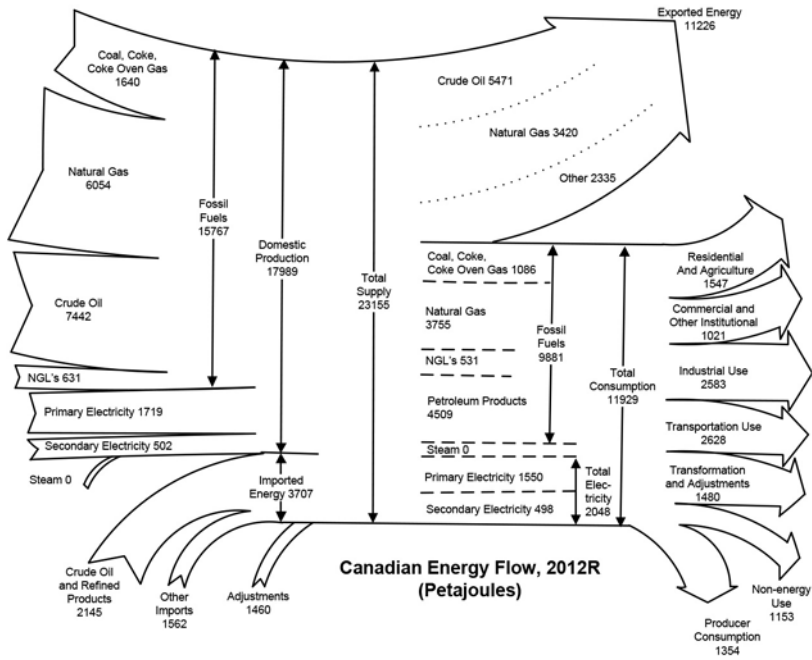 Exported Energy
11226
Coal, Coke,
Coke Oven Gas
1640
Crude Oil 5471
Natural Gas 3420
Natural Gas
6054
Other 2335
Fossil
Fuels
15767
Domestic
Production
17989
Total
Supply
23155
Coal, Coke,
Coke Oven Gas 1086
Residential
And Agriculture
1547
Crude Oil
7442
Natural Gas
3755
Fossil
Fuels
9881
Commercial and
Other Institutional
1021
NGL's 531
Total
Consumption
11929
Industrial Use
2583
NGL's 631
Petroleum Products
4509
Primary Electricity 1719
Transportation Use
2628
Secondary Electricity 502
Steam 0
Steam 0
Imported
Energy 3707
Primary Electricity 1550
Total
Elec-
tricity
2048
Transformation
and Adjustments
1480
Secondary Electricity 498
Crude Oil
and Refined
Products
2145
Other
Imports
1562
Adjustments
1460
Canadian Energy Flow, 2012R
(Petajoules)
Non-energy
Use
1153
Producer
Consumption
1354